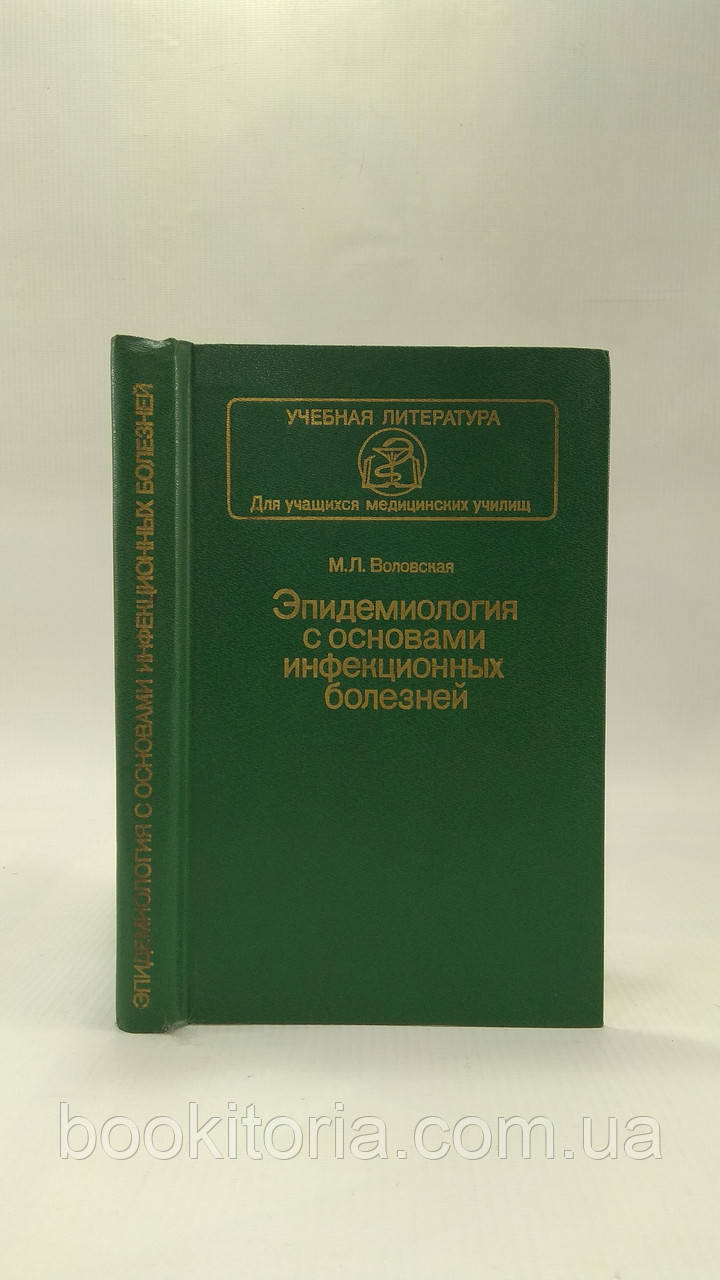 ЭПИДЕМИОЛОГИЯ С ОСНОВАМИ ИНФЕКЦИОННЫХ БОЛЕЗНЕЙ
УЧЕБНАЯ ЛИТЕРАТУРА
Для учащихся медицинских училищ
М.Л. Воловская
Эпидемиология
с основами
инфекционных
болезней
bookitoria.com.ua